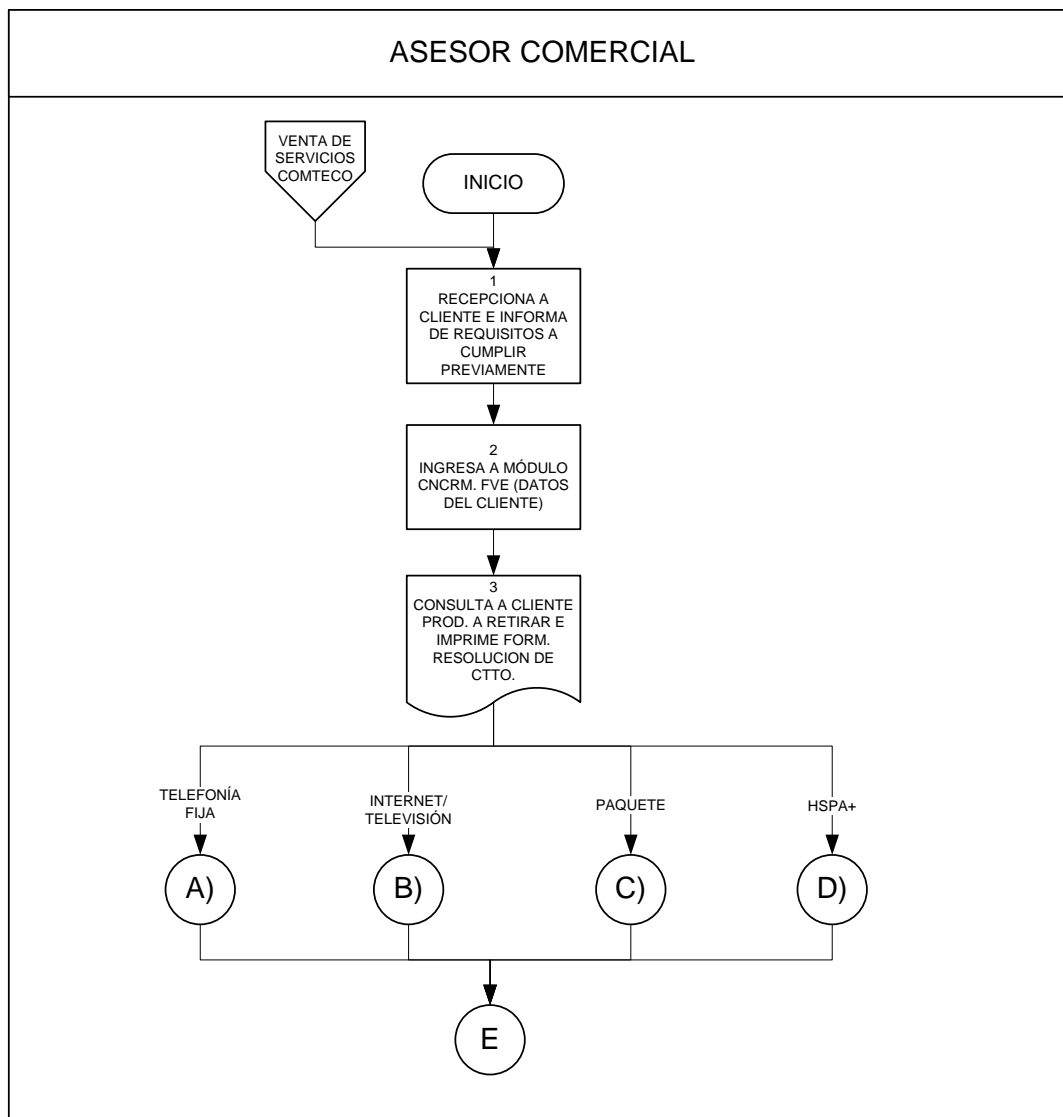 ASESOR COMERCIAL
VENTA DE
SERVICIOS
COMTECO
INICIO
1
RECEPCIONA A
CLIENTE E INFORMA
DE REQUISITOS A
CUMPLIR
PREVIAMENTE
2
INGRESA A MÓDULO
CNCRM. FVE (DATOS
DEL CLIENTE)
3
CONSULTA A CLIENTE
PROD. A RETIRAR E
IMPRIME FORM.
RESOLUCION DE
CTTO.
TELEFONÍA
FIJA
INTERNET/
TELEVISIÓN
PAQUETE
HSPA+
A)
B)
C)
D)
E